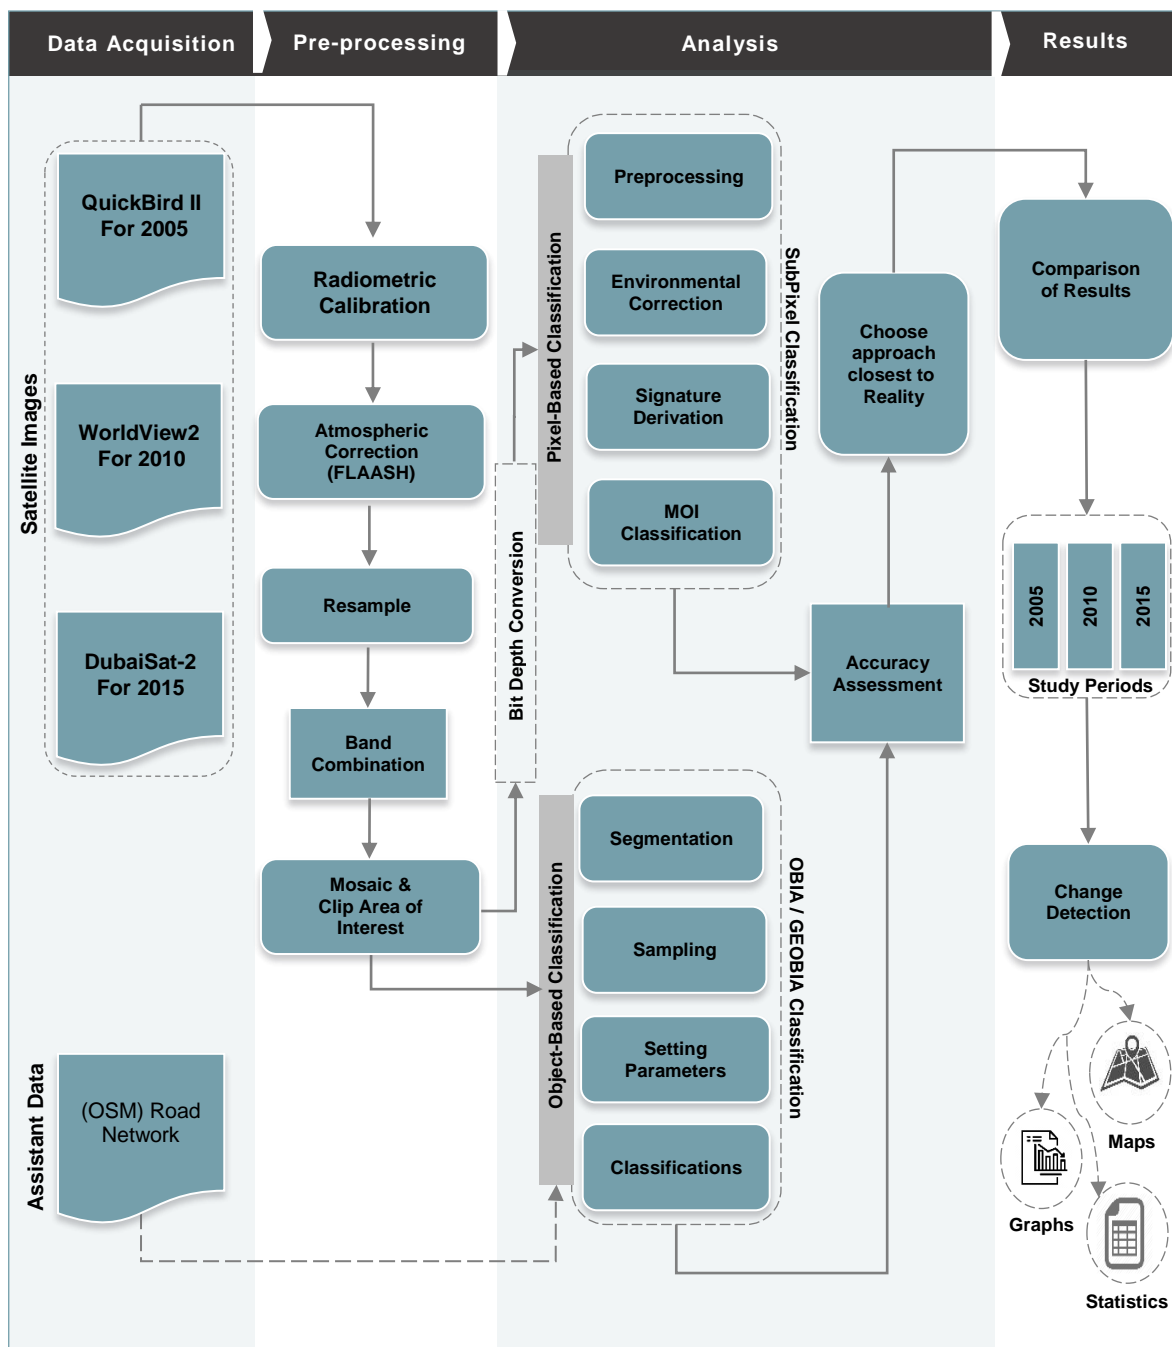 Data Acquisition
Pre-processing
Analysis
Results
Satellite Images
QuickBird II
For 2005
WorldView2
For 2010
DubaiSat-2
For 2015
Assistant Data
(OSM) Road
Network
Radiometric
Calibration
Atmospheric
Correction
(FLAASH)
Resample
Band
Combination
Mosaic &
Clip Area of
Interest
Bit Depth Conversion
Pixel-Based Classification
Preprocessing
Environmental
Correction
Signature
Derivation
MOI
Classification
SubPixel Classification
Object-Based Classification
Segmentation
Sampling
Setting
Parameters
Classifications
OBIA / GEOBIA Classification
Choose
approach
closest to
Reality
Accuracy
Assessment
Comparison
of Results
2005
2010
2015
Study Periods
Change
Detection
Maps
Graphs
Statistics